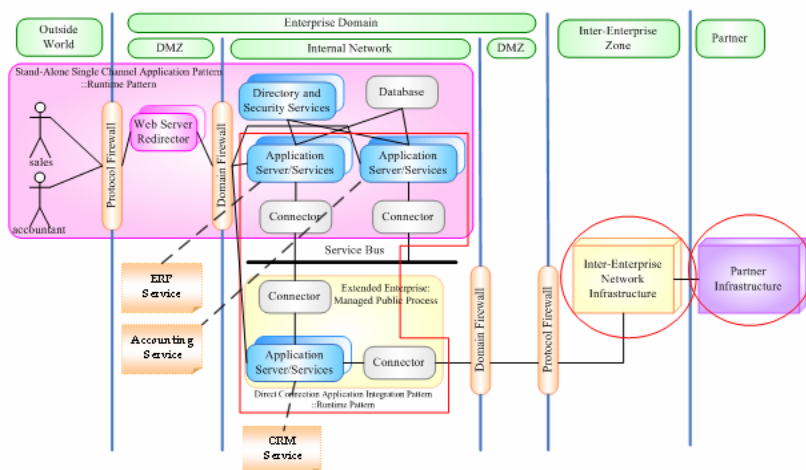 Enterprise Domain
Outside
World
DMZ
Internal Network
DMZ
Inter-Enterprise
Zone
Partner
Stand-Alone Single Channel Application Pattern
::Runtime Pattern
Directory and
Security Services
Database
Web Server
Redirector
sales
accountant
Protocol Firewall
Domain Firewall
Application
Server/Services
Application
Server/Services
Connector
Connector
Service Bus
ERP
Service
Accounting
Service
Extended Enterprise:
Managed Public Process
Connector
Application
Server/Services
Connector
Direct Connection Application Integration Pattern
::Runtime Pattern
CRM
Service
Domain Firewall
Protocol Firewall
Inter-Enterprise
Network
Infrastructure
Partner
Infrastructure